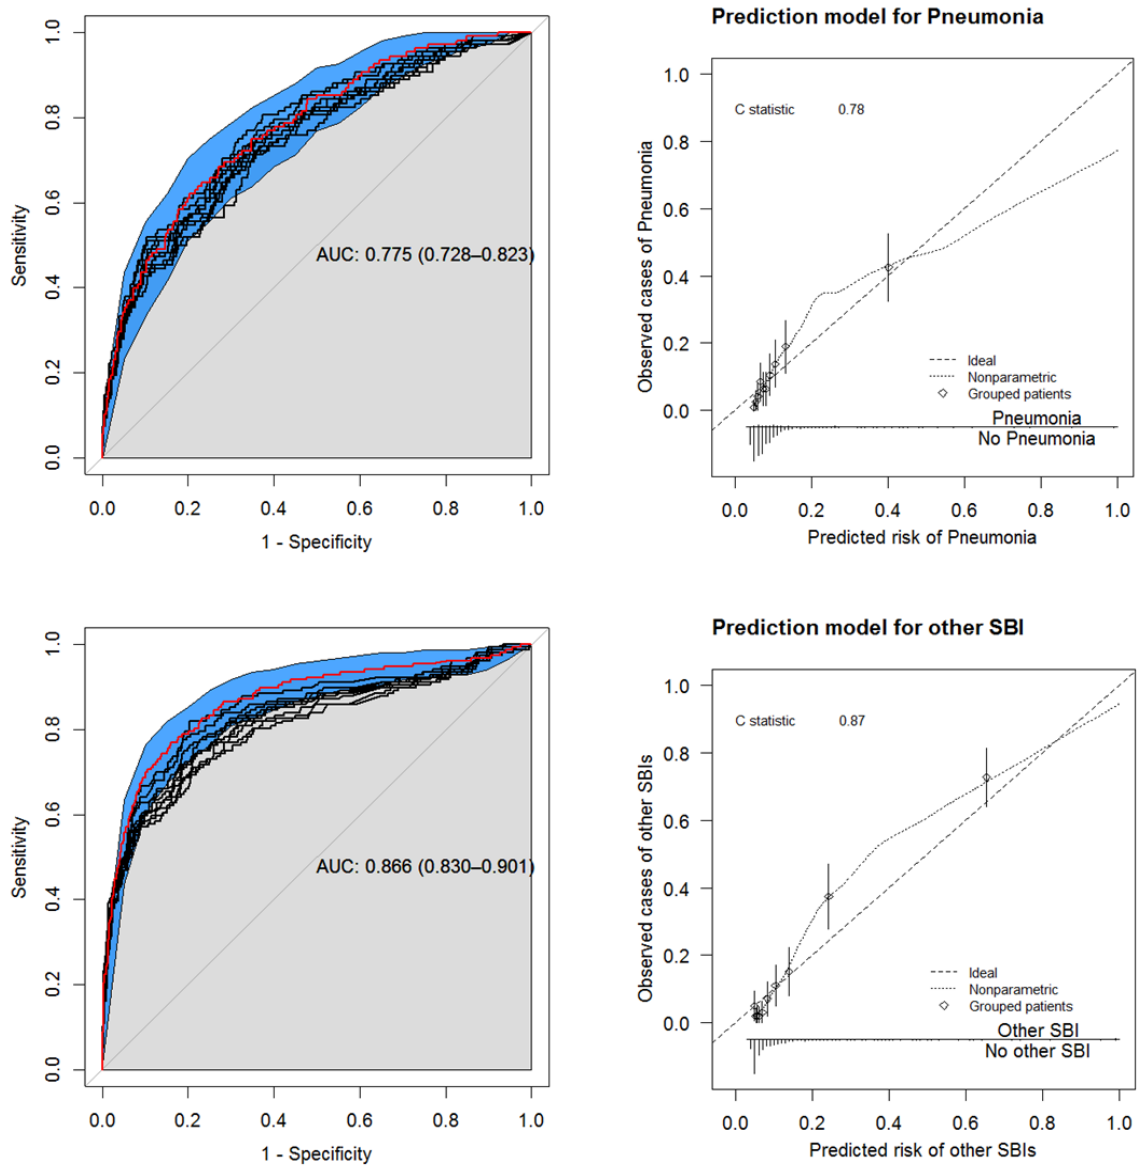 Sensitivity
1.0
0.8
0.6
0.4
0.2
0.0
AUC: 0.775 (0.728–0.823)
0.0 0.2 0.4 0.6 0.8 1.0
1 - Specificity
Prediction model for Pneumonia
Observed cases of Pneumonia
1.0
0.8
0.6
0.4
0.2
0.0
C statistic 0.78
Ideal
Nonparametric
Grouped patients
Pneumonia
No Pneumonia
0.0 0.2 0.4 0.6 0.8 1.0
Predicted risk of Pneumonia
Sensitivity
1.0
0.8
0.6
0.4
0.2
0.0
AUC: 0.866 (0.830–0.901)
0.0 0.2 0.4 0.6 0.8 1.0
1 - Specificity
Prediction model for other SBI
Observed cases of other SBIs
1.0
0.8
0.6
0.4
0.2
0.0
C statistic 0.87
Ideal
Nonparametric
Grouped patients
Other SBI
No other SBI
0.0 0.2 0.4 0.6 0.8 1.0
Predicted risk of other SBIs